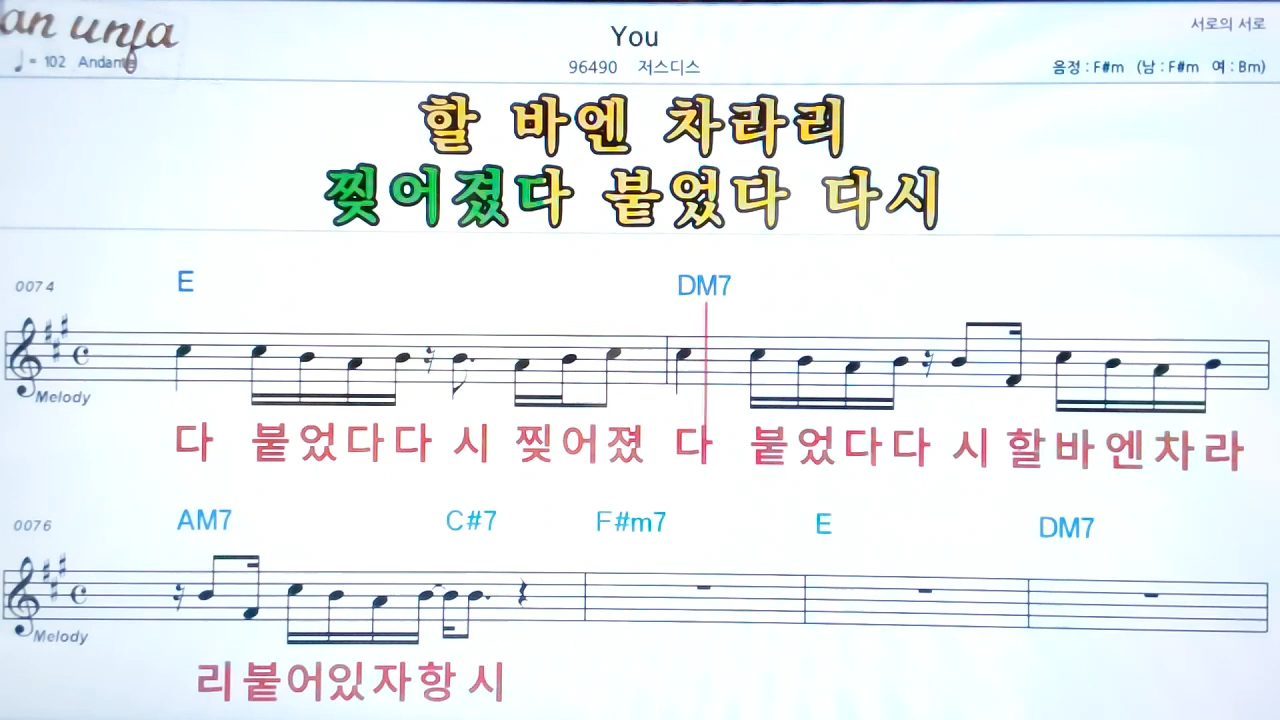 an unfa
You
서로의 서로
♩ = 102 Andante
96490 저스디스
음정 : F#m (남 : F#m 여 : Bm)
할 바엔 차라리
찢어졌다 붙었다 다시
0074 E DM7
Melody
다 붙었다다 시 찢어졌 다 붙었다다 시 할바엔차라
0076 AM7 C#7 F#m7 E DM7
Melody
리붙어있자항 시